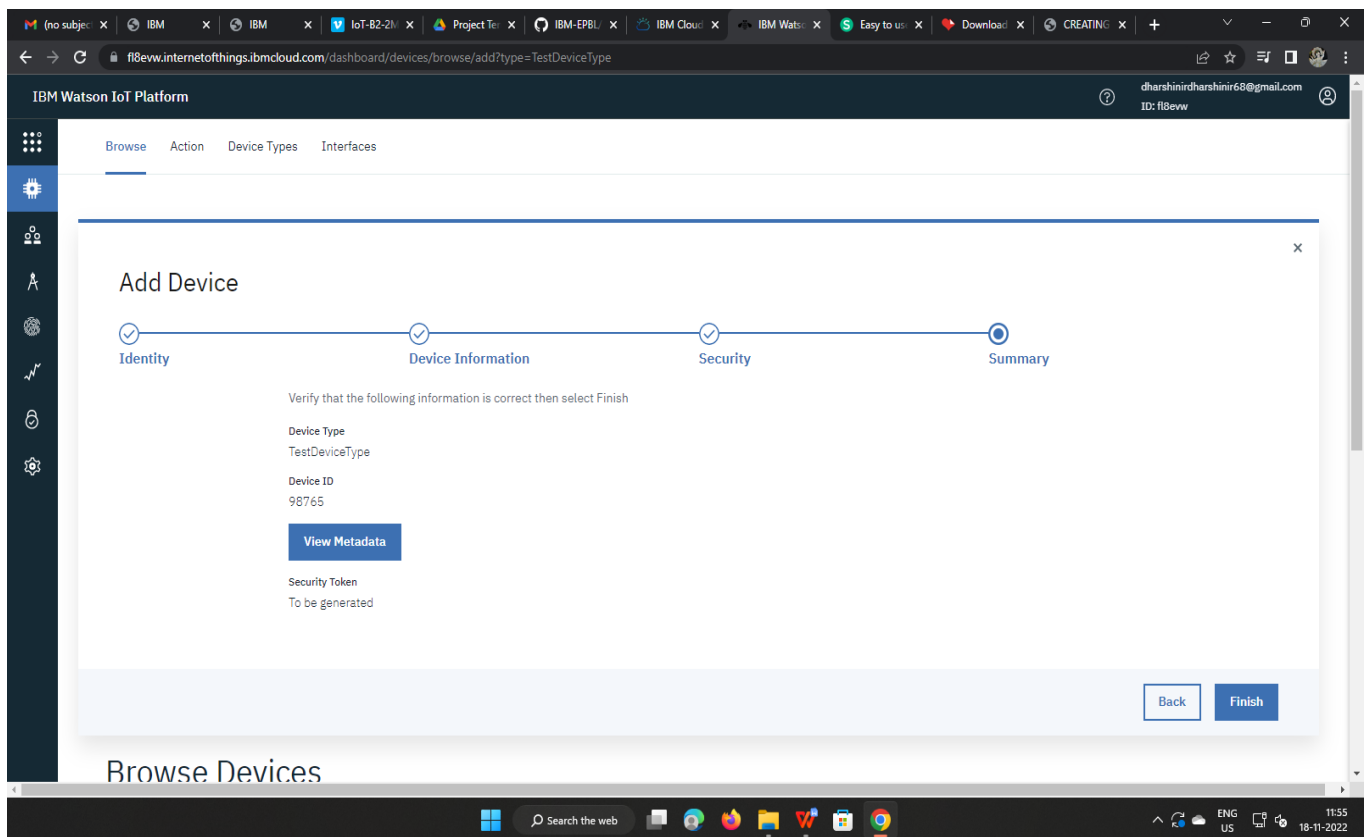 (no subjec
IBM
IBM
IoT-B2-2M
Project Ter
IBM-EPBL/
IBM Cloud
IBM Watso
Easy to us
Download
CREATING
fl8evw.internetofthings.ibmcloud.com/dashboard/devices/browse/add?type=TestDeviceType
IBM Watson IoT Platform
dharshinirdharshinir68@gmail.com
ID: fl8evw
Browse Action Device Types Interfaces
Add Device
Identity Device Information Security Summary
Verify that the following information is correct then select Finish
Device Type
TestDeviceType
Device ID
98765
View Metadata
Security Token
To be generated
Back Finish
Browse Devices
Search the web
ENG
US
11:55
18-11-2022